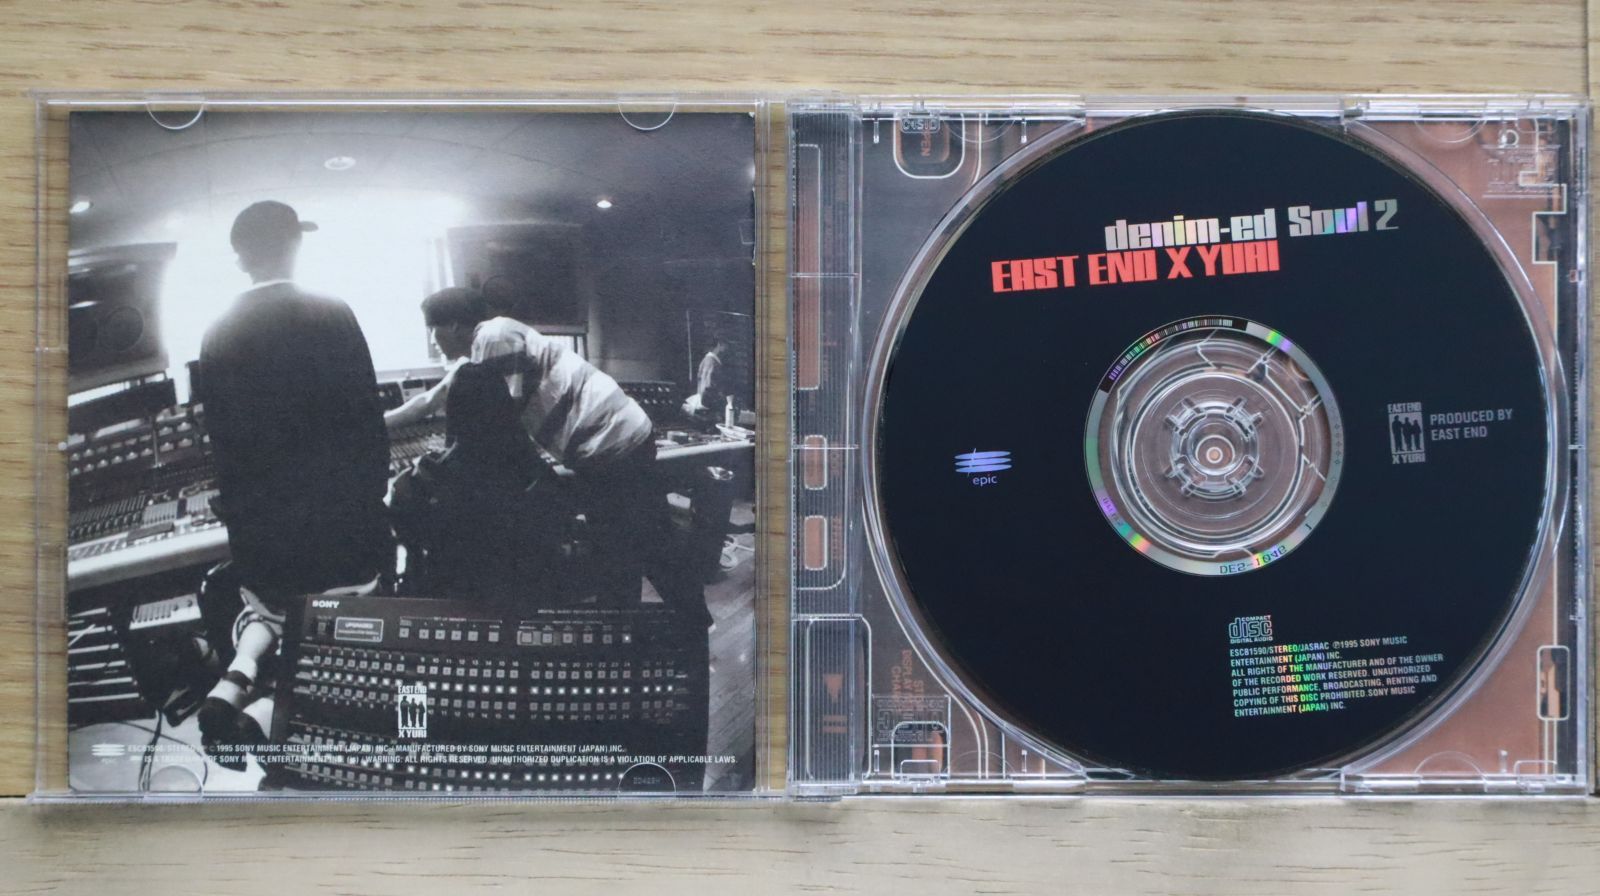 SONY
EAST END
X YURI
epic
ESC81590/STEREO ℗ © 1995 SONY MUSIC ENTERTAINMENT (JAPAN) INC. / MANUFACTURED BY SONY MUSIC ENTERTAINMENT (JAPAN) INC.
IS A TRADEMARK OF SONY MUSIC ENTERTAINMENT INC. / WARNING: ALL RIGHTS RESERVED. UNAUTHORIZED DUPLICATION IS A VIOLATION OF APPLICABLE LAWS.
denim-ed Soul 2
EAST END X YURI
epic
EAST END
X YURI
PRODUCED BY
EAST END
COMPACT
disc
DIGITAL AUDIO
ESC81590/STEREO/JASRAC ℗1995 SONY MUSIC
ENTERTAINMENT (JAPAN) INC.
ALL RIGHTS OF THE MANUFACTURER AND OF THE OWNER
OF THE RECORDED WORK RESERVED. UNAUTHORIZED
PUBLIC PERFORMANCE, BROADCASTING, RENTING AND
COPYING OF THIS DISC PROHIBITED.SONY MUSIC
ENTERTAINMENT (JAPAN) INC.